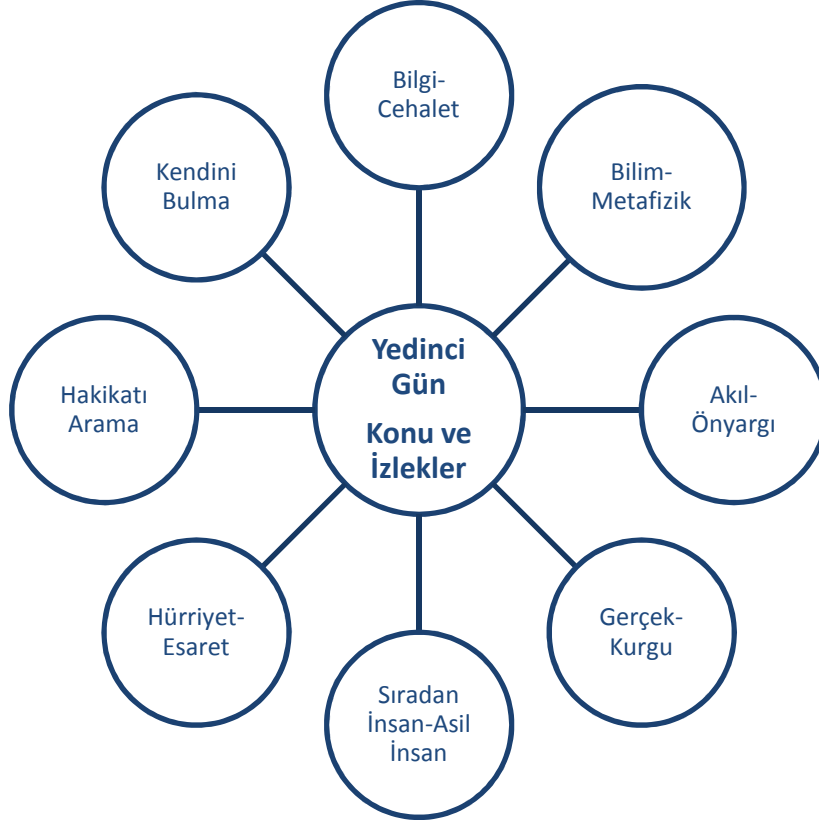 Bilgi-
Cehalet
Bilim-
Metafizik
Akıl-
Önyargı
Gerçek-
Kurgu
Sıradan
İnsan-Asil
İnsan
Hürriyet-
Esaret
Hakikatı
Arama
Kendini
Bulma
Yedinci
Gün
Konu ve
İzlekler